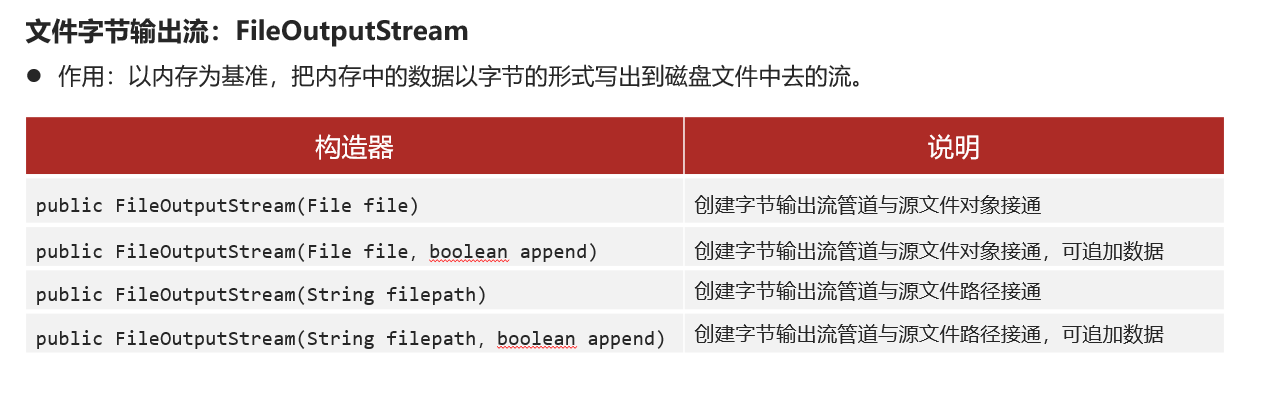 文件字节输出流：FileOutputStream
● 作用：以内存为基准，把内存中的数据以字节的形式写出到磁盘文件中去的流。
构造器 说明
public FileOutputStream(File file) 创建字节输出流管道与源文件对象接通
public FileOutputStream(File file，boolean append) 创建字节输出流管道与源文件对象接通，可追加数据
public FileOutputStream(String filepath) 创建字节输出流管道与源文件路径接通
public FileOutputStream(String filepath，boolean append) 创建字节输出流管道与源文件路径接通，可追加数据